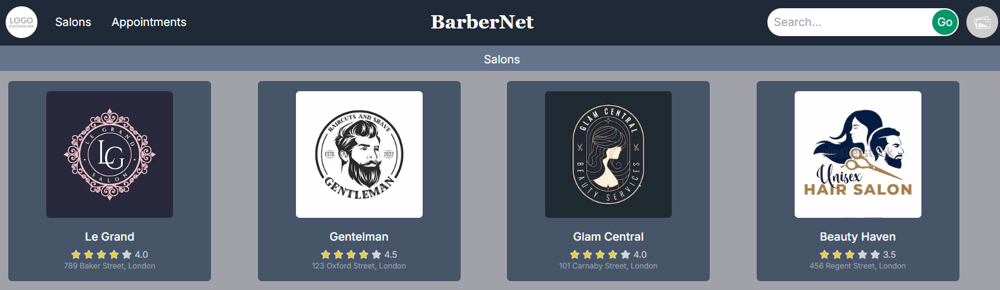 LOGO
PLACEHOLDER
Salons
Appointments
BarberNet
Search...
Go
Salons
LE GRAND
LG
SALON
Le Grand
4.0
789 Baker Street, London
HAIRCUTS AND SHAVE
ESTD.
2022
GENTLEMAN
Gentelman
4.5
123 Oxford Street, London
GLAM CENTRAL
BEAUTY SERVICES
Glam Central
4.0
101 Carnaby Street, London
shutterstock
Unisex
HAIR SALON
Beauty Haven
3.5
456 Regent Street, London